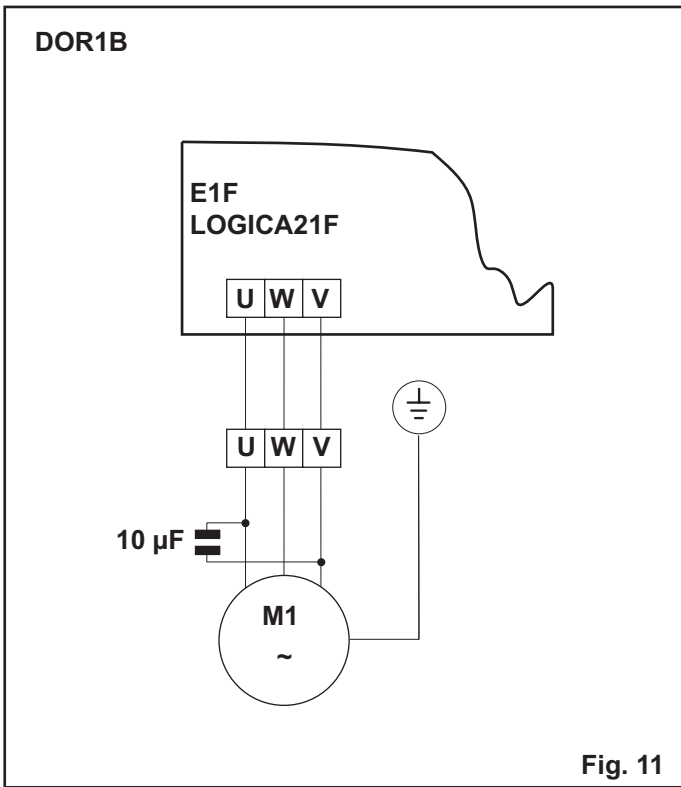 DOR1B
E1F
LOGICA21F
U W V
U W V
10 µF
M1
~
Fig. 11